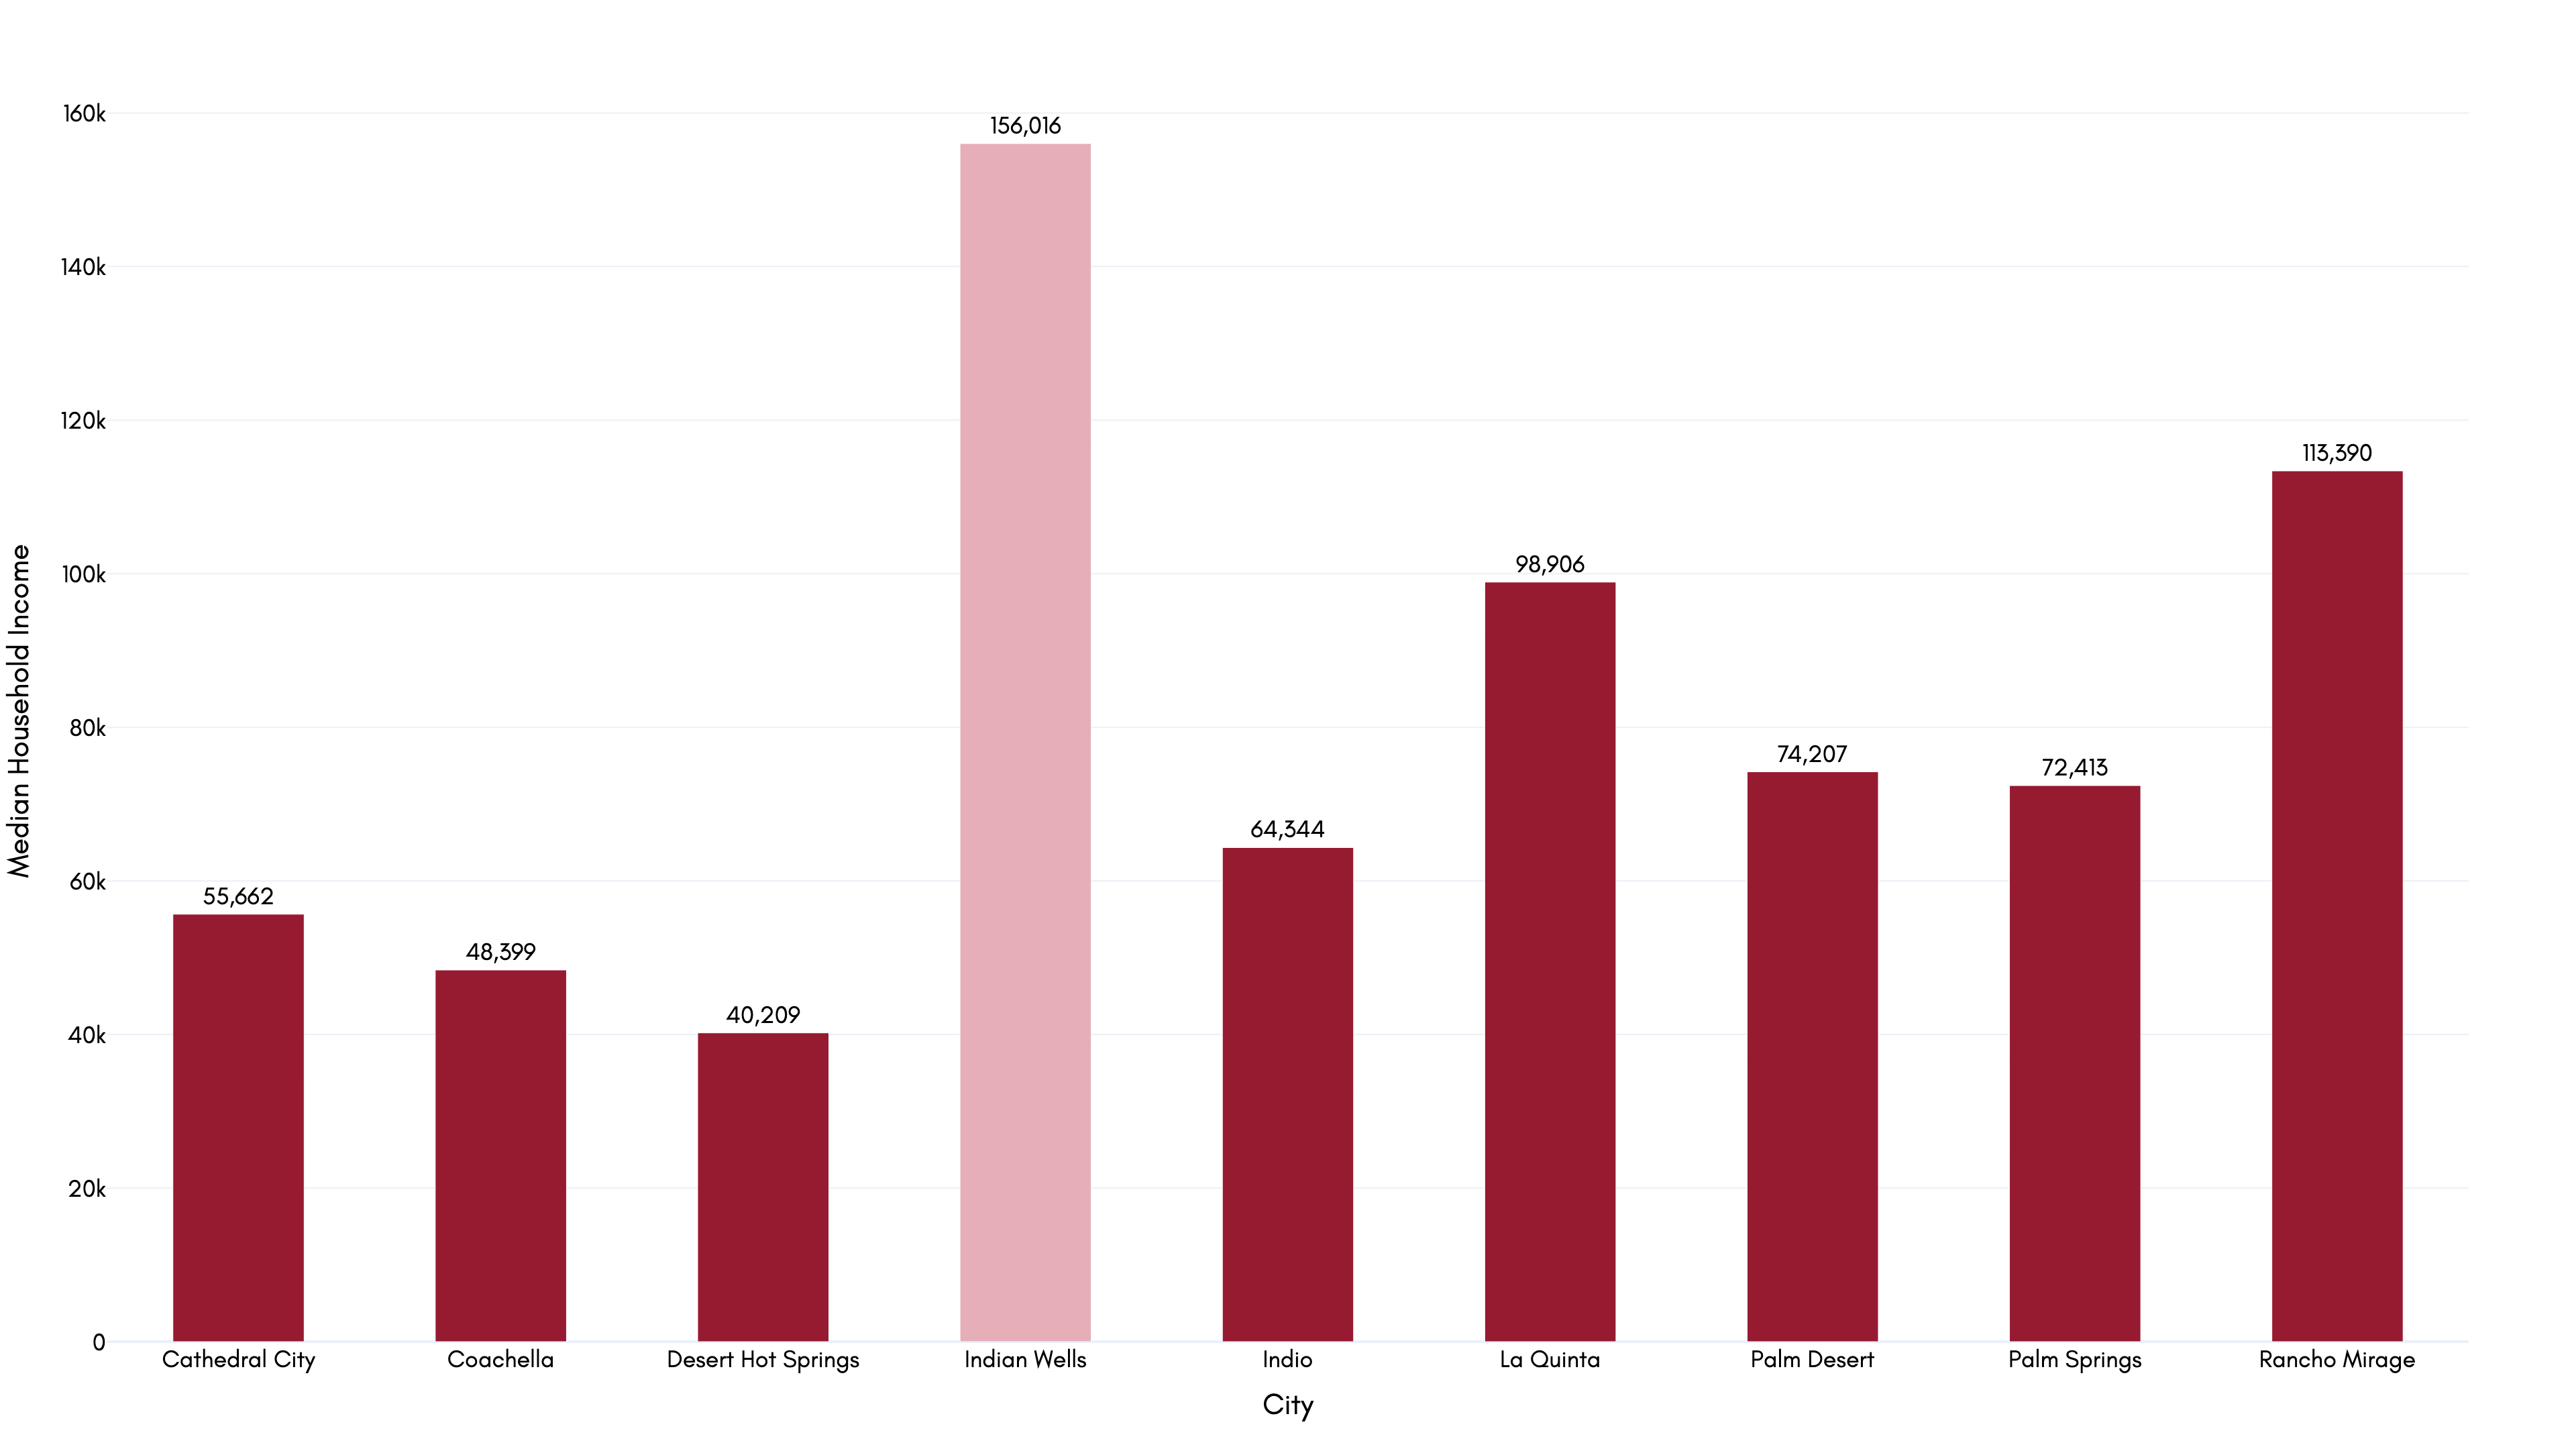 160k
140k
120k
100k
80k
60k
40k
20k
0
Median Household Income
55,662
48,399
40,209
156,016
64,344
98,906
74,207
72,413
113,390
Cathedral City
Coachella
Desert Hot Springs
Indian Wells
Indio
La Quinta
Palm Desert
Palm Springs
Rancho Mirage
City